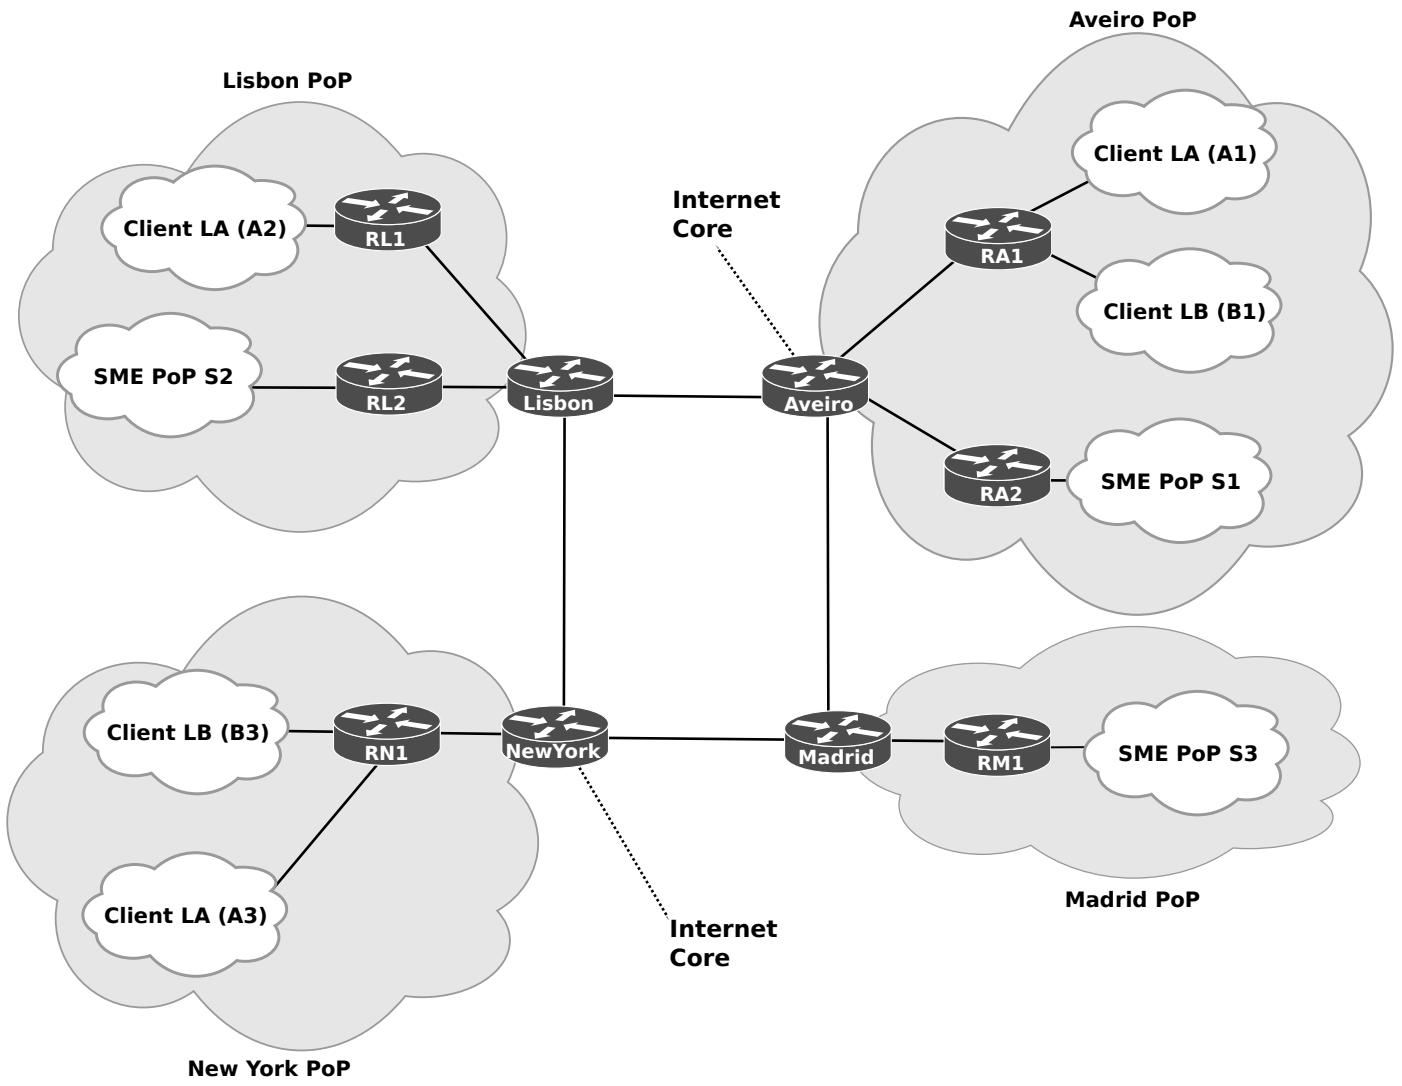 Aveiro PoP
Lisbon PoP
Client LA (A1)
Internet
Core
Client LA (A2)
RL1
RA1
Client LB (B1)
SME PoP S2
RL2
Lisbon
Aveiro
SME PoP S1
RA2
Client LB (B3)
RN1
NewYork
Madrid
RM1
SME PoP S3
Client LA (A3)
Madrid PoP
Internet
Core
New York PoP